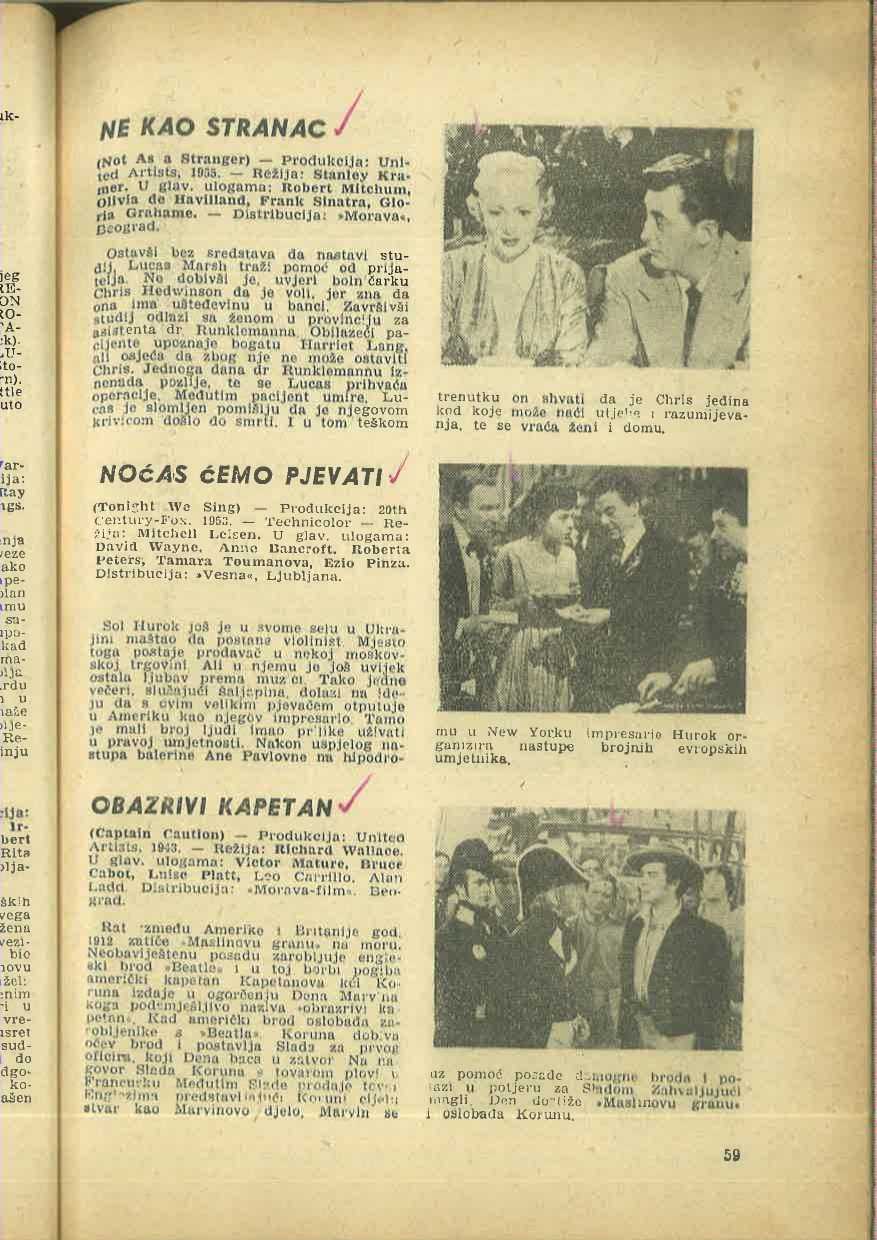 NE KAO STRANAC
(Not As a Stranger) — Produkcija: Uni-
ted Artists, 1955. — Režija: Stanley Kra-
mer. U glav. ulogama: Robert Mitchum,
Olivia de Havilland, Frank Sinatra, Glo-
ria Grahame. — Distribucija: »Morava«,
Beograd.
Ostavši bez sredstava da nastavi stu-
dij, Lucas Marsh traži pomoć od prija-
telja. Ne dobivši je, uvjeri bolničarku
Chris Hedwinson da je voli, jer zna da
ona ima ušteđevinu u banci. Završivši
studij odlazi sa ženom u provinciju za
asistenta dr. Runklemanna. Obilazeći pa-
cijente upoznaje bogatu Harriet Lang,
ali osjeća da zbog nje ne može ostaviti
Chris. Jednoga dana dr Runklemannu iz-
nenada pozlije, te se Lucas prihvaća
operacije. Međutim pacijent umire. Lu-
cas je slomljen pomišlju da je njegovom
krivicom došlo do smrti. I u tom teškom
trenutku on shvati da je Chris jedina
kod koje može naći utjehe i razumijeva-
nja, te se vraća ženi i domu.
NOĆAS ĆEMO PJEVATI
(Tonight We Sing) — Produkcija: 20th
Century-Fox. 1953. — Technicolor — Re-
žija: Mitchell Leisen. U glav. ulogama:
David Wayne, Anne Bancroft, Roberta
Peters, Tamara Toumanova, Ezio Pinza.
Distribucija: »Vesna«, Ljubljana.
Sol Hurok još je u svome selu u Ukra-
jini maštao da postane violinist. Mjesto
toga postaje prodavač u nekoj moskov-
skoj trgovini. Ali u njemu je još uvijek
ostala ljubav prema muzici. Tako jedne
večeri, slušajući Šaljapina, dolazi na ide-
ju da s ovim velikim pjevačem otputuje
u Ameriku kao njegov impresario. Tamo
je mali broj ljudi imao prilike uživati
u pravoj umjetnosti. Nakon uspjelog na-
stupa balerine Ane Pavlovne na hipodro-
mu u New Yorku impresario Hurok or-
ganizira nastupe brojnih evropskih
umjetnika.
OBAZRIVI KAPETAN
(Captain Caution) — Produkcija: United
Artists, 1943. — Režija: Richard Wallace.
U glav. ulogama: Victor Mature, Bruce
Cabot, Luise Platt, Leo Carrillo, Alan
Ladd. Distribucija: »Morava-film«. Beo-
grad.
Rat između Amerike i Britanije god.
1912 zatiče »Maslinovu granu« na moru.
Neobaviještenu posadu zarobljuje engle-
ski brod »Beatle« i u toj borbi pogiba
američki kapetan. Kapetanova kći Ko-
runa izdaje u ogorčenju Dena Marvina
koga podsmješljivo naziva »obazrivi ka-
petan«. Kad američki brod oslobađa za-
robljenike s »Beatla«. Koruna dobiva
očev brod i postavlja Slada za prvog
oficira, koji Dena baca u zatvor. Na na-
govor Slada Koruna s tovarom plovi u
Francusku. Međutim Slade prodaje tovar
Englezima predstavljajući Koruni cijelu
stvar kao Marvinovo djelo, Marvin se
uz pomoć posade domogne broda i po-
lazi u potjeru za Sladom. Zahvaljujući
magli, Den dostiže »Maslinovu granu«
i oslobađa Korunu.
59